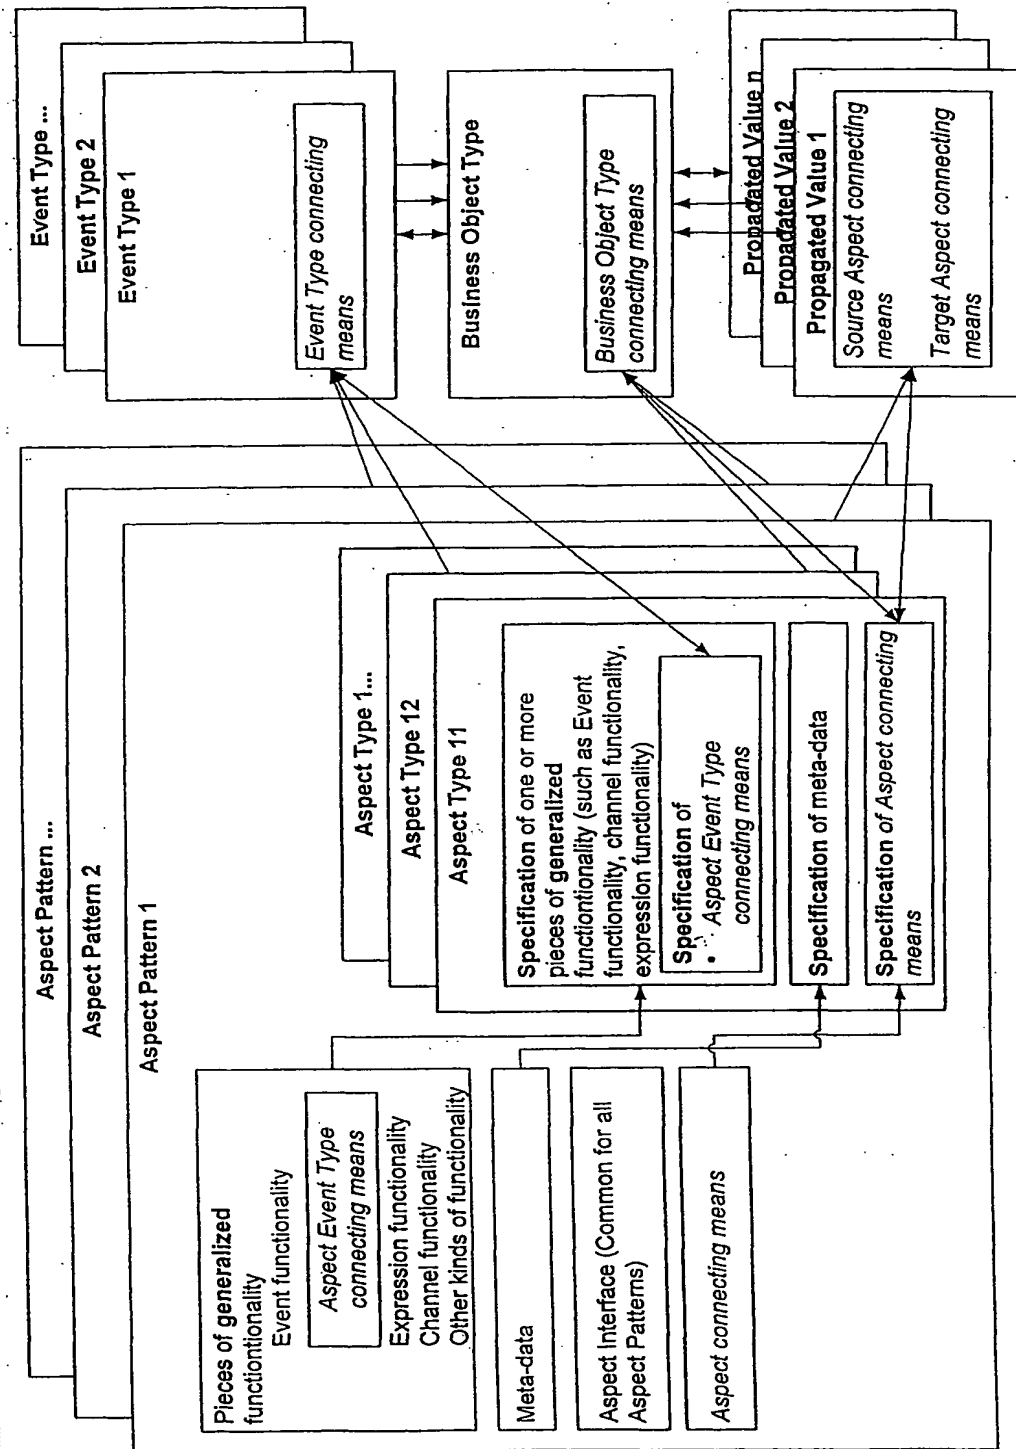 Aspect Pattern ...
Aspect Pattern 2
Aspect Pattern 1
Pieces of generalized
functiontionality
Event functionality
Aspect Event Type
connecting means
Expression functionality
Channel functionality
Other kinds of functionality
Meta-data
Aspect Interface (Common for all
Aspect Patterns)
Aspect connecting means
Aspect Type 1...
Aspect Type 12
Aspect Type 11
Specification of one or more
pieces of generalized
functiontionality (such as Event
functionality, channel functionality,
expression functionality)
Specification of
• Aspect Event Type
connecting means
Specification of meta-data
Specification of Aspect connecting
means
Event Type ...
Event Type 2
Event Type 1
Event Type connecting
means
Business Object Type
Business Object Type
connecting means
Propadated Value n
Propadated Value 2
Propagated Value 1
Source Aspect connecting
means
Target Aspect connecting
means